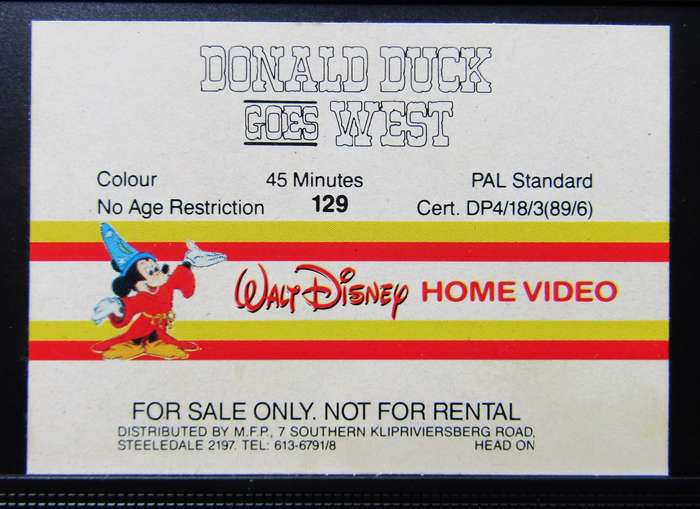 DONALD DUCK
GOES WEST
Colour 45 Minutes PAL Standard
No Age Restriction 129 Cert. DP4/18/3(89/6)
WALT DISNEY HOME VIDEO
FOR SALE ONLY. NOT FOR RENTAL
DISTRIBUTED BY M.F.P., 7 SOUTHERN KLIPRIVIERSBERG ROAD,
STEELEDALE 2197. TEL: 613-6791/8 HEAD ON